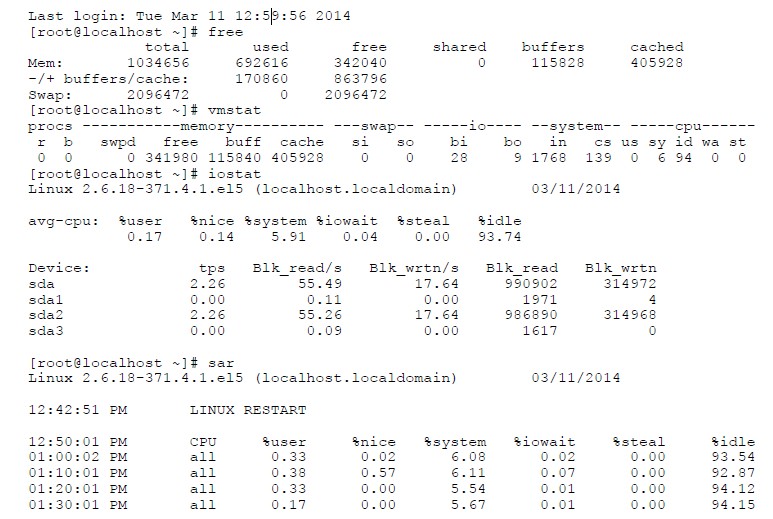 Last login: Tue Mar 11 12:59:56 2014
[root@localhost ~]# free
             total       used       free     shared    buffers     cached
Mem:       1034656     692616     342040          0     115828     405928
-/+ buffers/cache:     170860     863796
Swap:      2096472          0    2096472
[root@localhost ~]# vmstat
procs -----------memory---------- ---swap-- -----io---- --system-- -----cpu------
 r  b   swpd   free   buff  cache   si   so    bi    bo   in   cs us sy id wa st
 0  0      0 341980 115840 405928    0    0    28     9 1768  139  0  6 94  0  0
[root@localhost ~]# iostat
Linux 2.6.18-371.4.1.el5 (localhost.localdomain)        03/11/2014

avg-cpu:  %user   %nice %system %iowait  %steal   %idle
           0.17    0.14    5.91    0.04    0.00   93.74

Device:            tps   Blk_read/s   Blk_wrtn/s   Blk_read   Blk_wrtn
sda               2.26        55.49        17.64     990902     314972
sda1              0.00         0.11         0.00       1971          4
sda2              2.26        55.26        17.64     986890     314968
sda3              0.00         0.09         0.00       1617          0

[root@localhost ~]# sar
Linux 2.6.18-371.4.1.el5 (localhost.localdomain)        03/11/2014

12:42:51 PM       LINUX RESTART

12:50:01 PM       CPU     %user     %nice   %system   %iowait    %steal     %idle
01:00:02 PM       all      0.33      0.02      6.08      0.02      0.00     93.54
01:10:01 PM       all      0.38      0.57      6.11      0.07      0.00     92.87
01:20:01 PM       all      0.33      0.00      5.54      0.01      0.00     94.12
01:30:01 PM       all      0.17      0.00      5.67      0.01      0.00     94.15